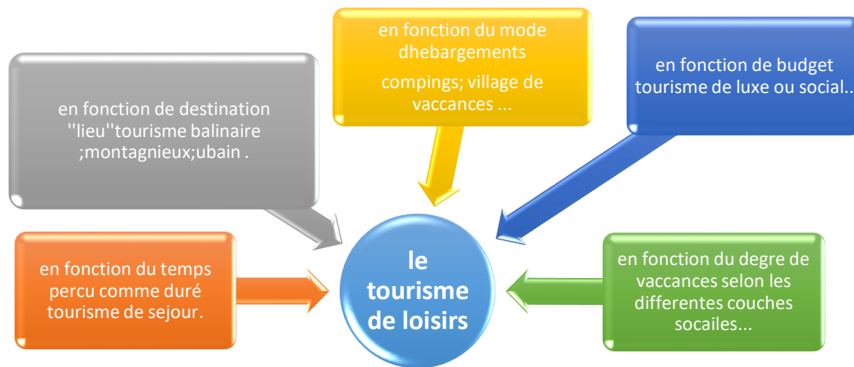 en fonction du mode
dhebargements
compings; village de
vaccances ...
en fonction de budget
tourisme de luxe ou social..
en fonction de destination
''lieu''tourisme balinaire
;montagnieux;ubain .
en fonction du temps
percu comme duré
tourisme de sejour.
le
tourisme
de loisirs
en fonction du degre de
vaccances selon les
differentes couches
socailes...